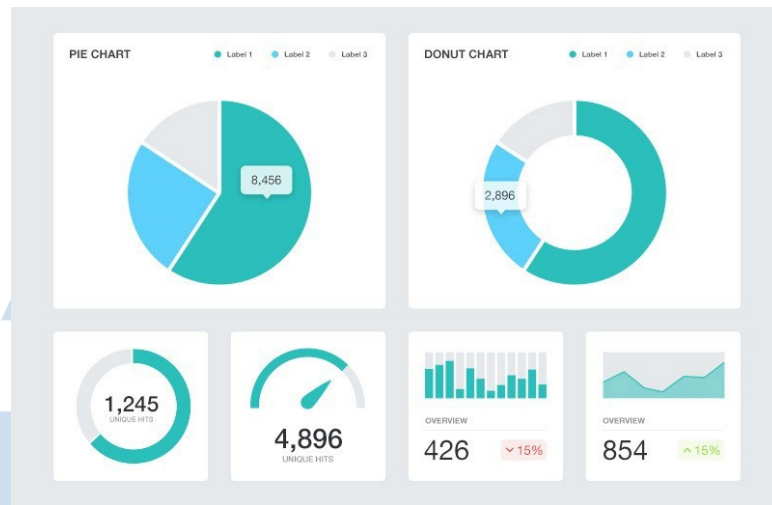 PIE CHART
Label 1 Label 2 Label 3
8,456
DONUT CHART
Label 1 Label 2 Label 3
2,896
1,245
UNIQUE HITS
4,896
UNIQUE HITS
OVERVIEW
426 15%
OVERVIEW
854 15%